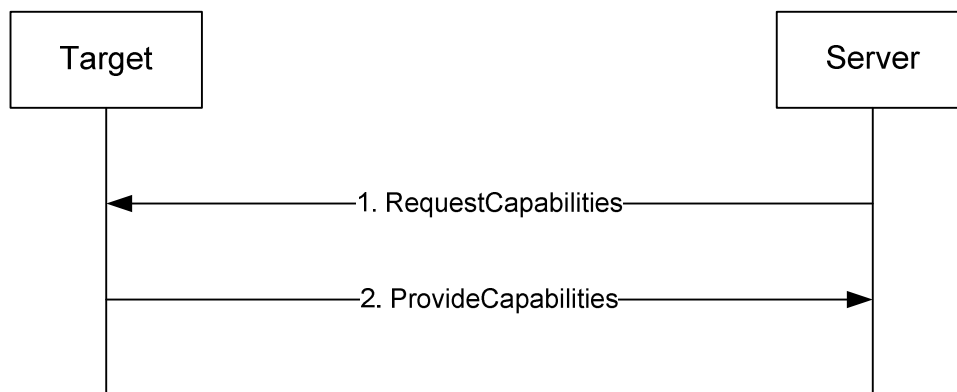 Target
Server
1. RequestCapabilities
2. ProvideCapabilities